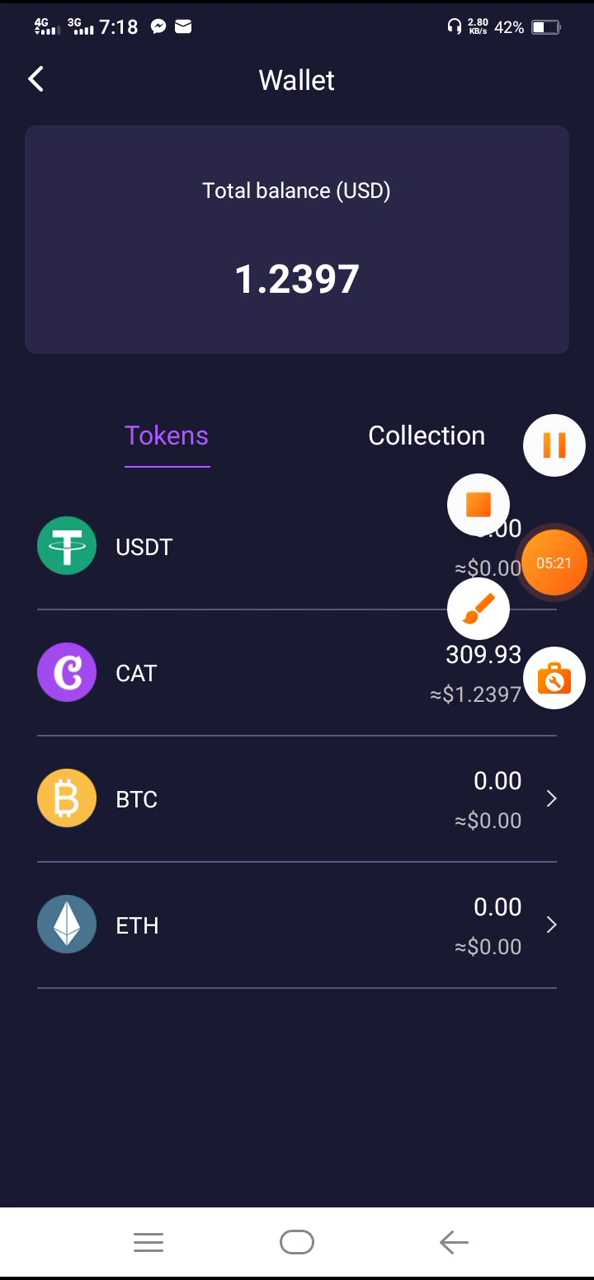 4G 3G 7:18 2.80 KB/s 42%
Wallet
Total balance (USD)
1.2397
Tokens Collection
USDT
≈$0.00
05:21
CAT 309.93
≈$1.2397
BTC 0.00
≈$0.00
ETH 0.00
≈$0.00